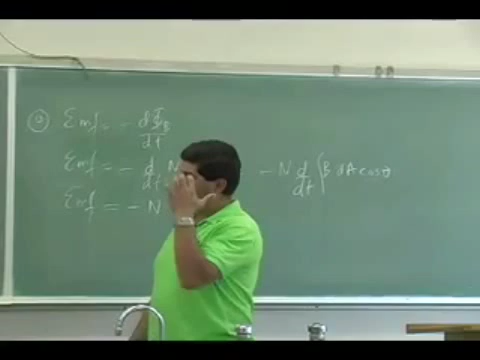 ② Emf = - dΦB/dt
Emf = - d/dt N - N d/dt ∫ B dA cos θ
Emf = - N